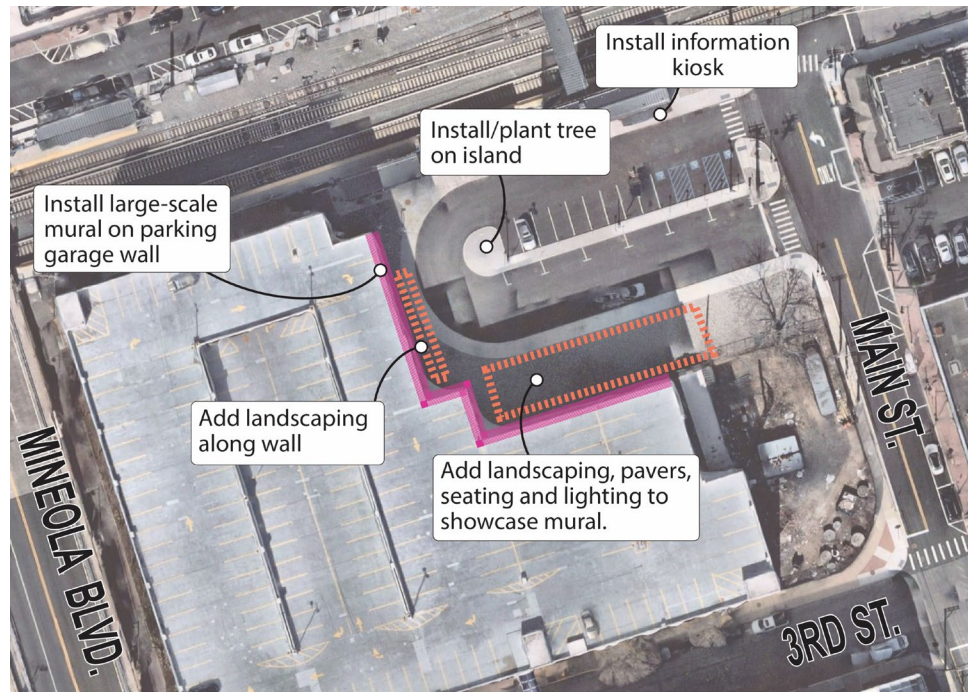 Install information
kiosk
Install/plant tree
on island
Install large-scale
mural on parking
garage wall
Add landscaping
along wall
Add landscaping, pavers,
seating and lighting to
showcase mural.
MINEOLA BLVD.
MAIN ST.
3RD ST.